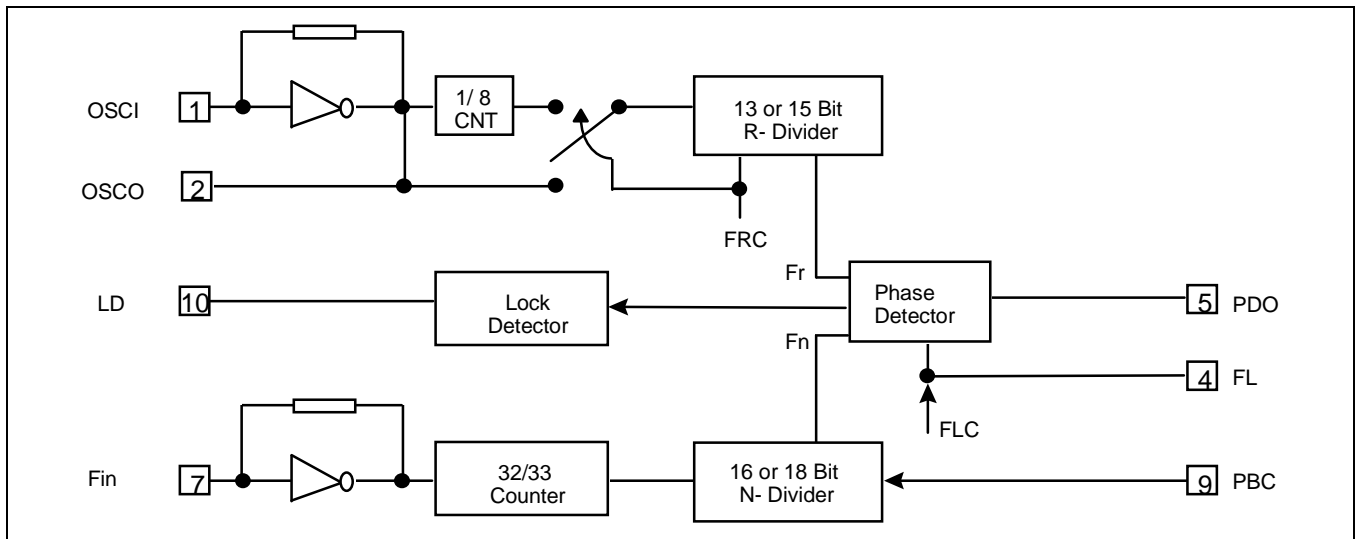 OSCI
1
1/ 8
CNT
13 or 15 Bit
R- Divider
OSCO
2
FRC
Fr
LD
10
Lock
Detector
Phase
Detector
5
PDO
Fn
4
FL
FLC
Fin
7
32/33
Counter
16 or 18 Bit
N- Divider
9
PBC